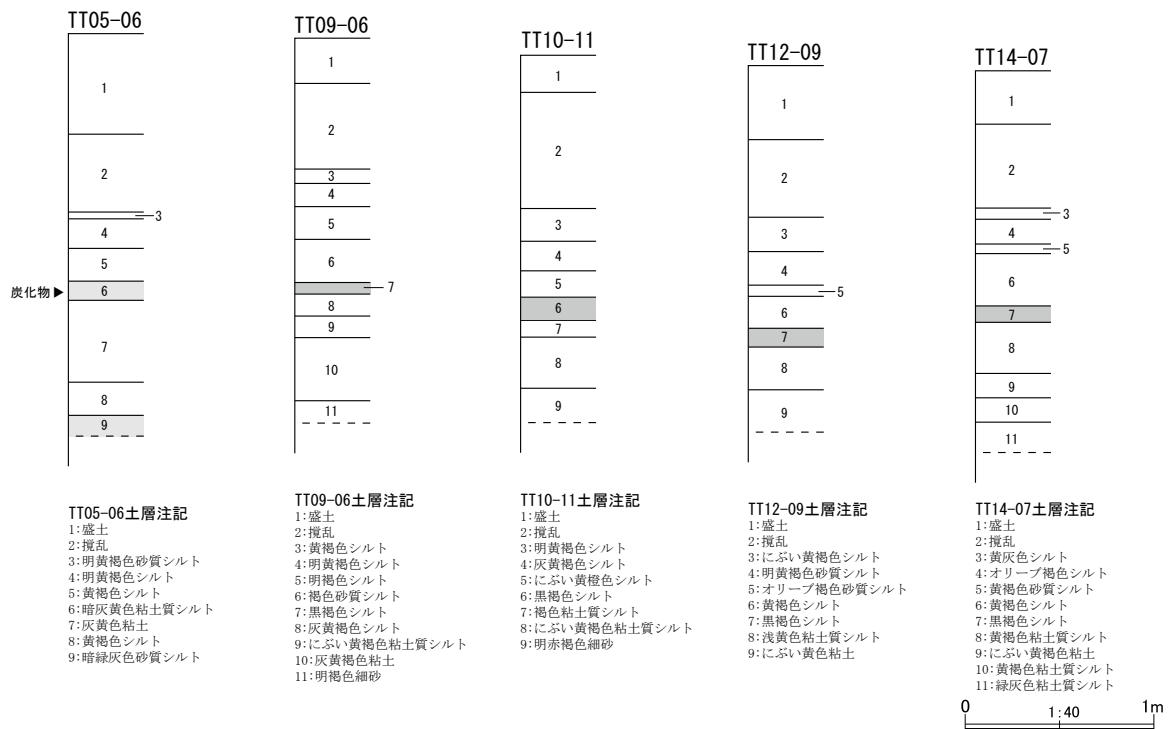 TT05-06
1
2
3
4
5
炭化物▶
6
7
8
9
TT09-06
1
2
3
4
5
6
7
8
9
10
11
TT10-11
1
2
3
4
5
6
7
8
9
TT12-09
1
2
3
4
5
6
7
8
9
TT14-07
1
2
3
4
5
6
7
8
9
10
11
TT05-06土層注記
1:盛土
2:攪乱
3:明黄褐色砂質シルト
4:明黄褐色シルト
5:黄褐色シルト
6:暗灰黄色粘土質シルト
7:灰黄色粘土
8:黄褐色シルト
9:暗緑灰色砂質シルト
TT09-06土層注記
1:盛土
2:攪乱
3:黄褐色シルト
4:明黄褐色シルト
5:明褐色シルト
6:褐色砂質シルト
7:黒褐色シルト
8:灰黄褐色シルト
9:にぶい黄褐色粘土質シルト
10:灰黄褐色粘土
11:明褐色細砂
TT10-11土層注記
1:盛土
2:攪乱
3:明黄褐色シルト
4:灰黄褐色シルト
5:にぶい黄橙色シルト
6:黒褐色シルト
7:褐色粘土質シルト
8:にぶい黄褐色粘土質シルト
9:明赤褐色細砂
TT12-09土層注記
1:盛土
2:攪乱
3:にぶい黄褐色シルト
4:明黄褐色砂質シルト
5:オリーブ褐色砂質シルト
6:黄褐色シルト
7:黒褐色シルト
8:浅黄色粘土質シルト
9:にぶい黄色粘土
TT14-07土層注記
1:盛土
2:攪乱
3:黄灰色シルト
4:オリーブ褐色シルト
5:黄褐色砂質シルト
6:黄褐色シルト
7:黒褐色シルト
8:黄褐色粘土質シルト
9:にぶい黄褐色粘土
10:黄褐色粘土質シルト
11:緑灰色粘土質シルト
0 1:40 1m